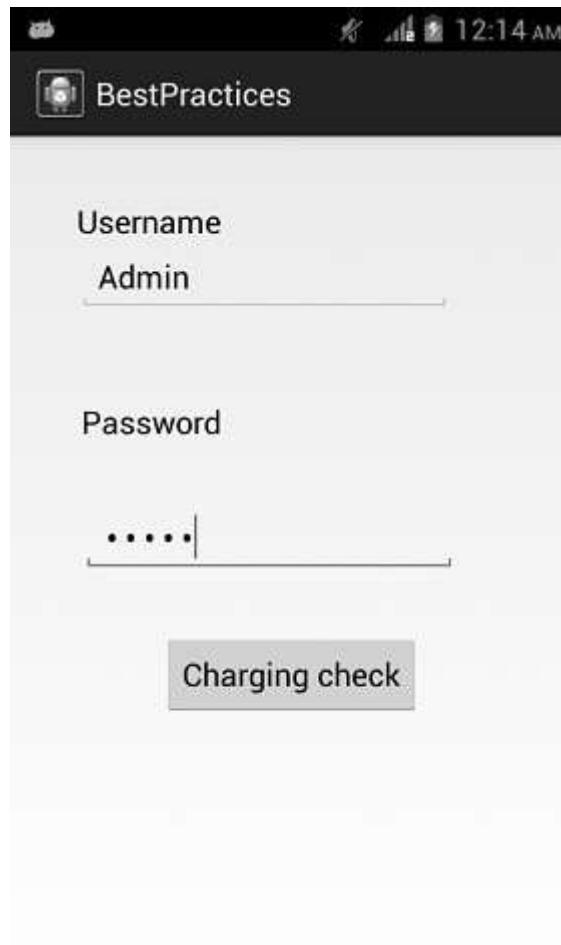 12:14 AM
BestPractices
Username
Admin
Password
•••••
Charging check